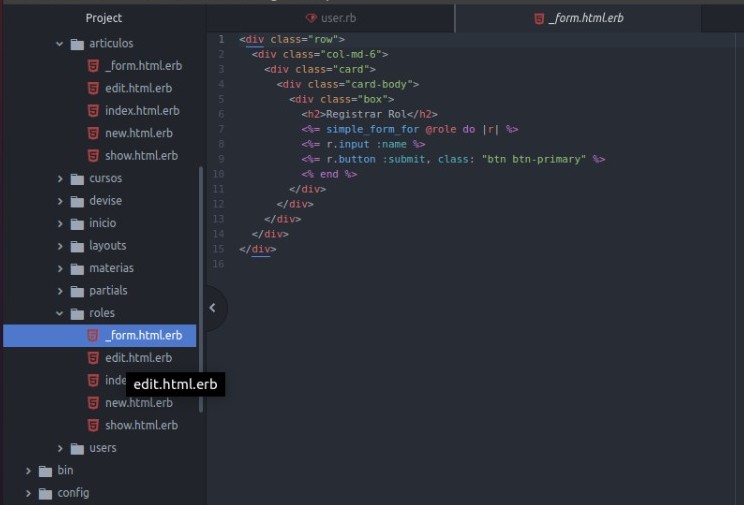 Project
articulos
_form.html.erb
edit.html.erb
index.html.erb
new.html.erb
show.html.erb
cursos
devise
inicio
layouts
materias
partials
roles
_form.html.erb
edit.html.erb
inde
edit.html.erb
new.html.erb
show.html.erb
users
bin
config
user.rb
_form.html.erb
1 <div class="row">
2 <div class="col-md-6">
3 <div class="card">
4 <div class="card-body">
5 <div class="box">
6 <h2>Registrar Rol</h2>
7 <%= simple_form_for @role do |r| %>
8 <%= r.input :name %>
9 <%= r.button :submit, class: "btn btn-primary" %>
10 <% end %>
11 </div>
12 </div>
13 </div>
14 </div>
15 </div>
16